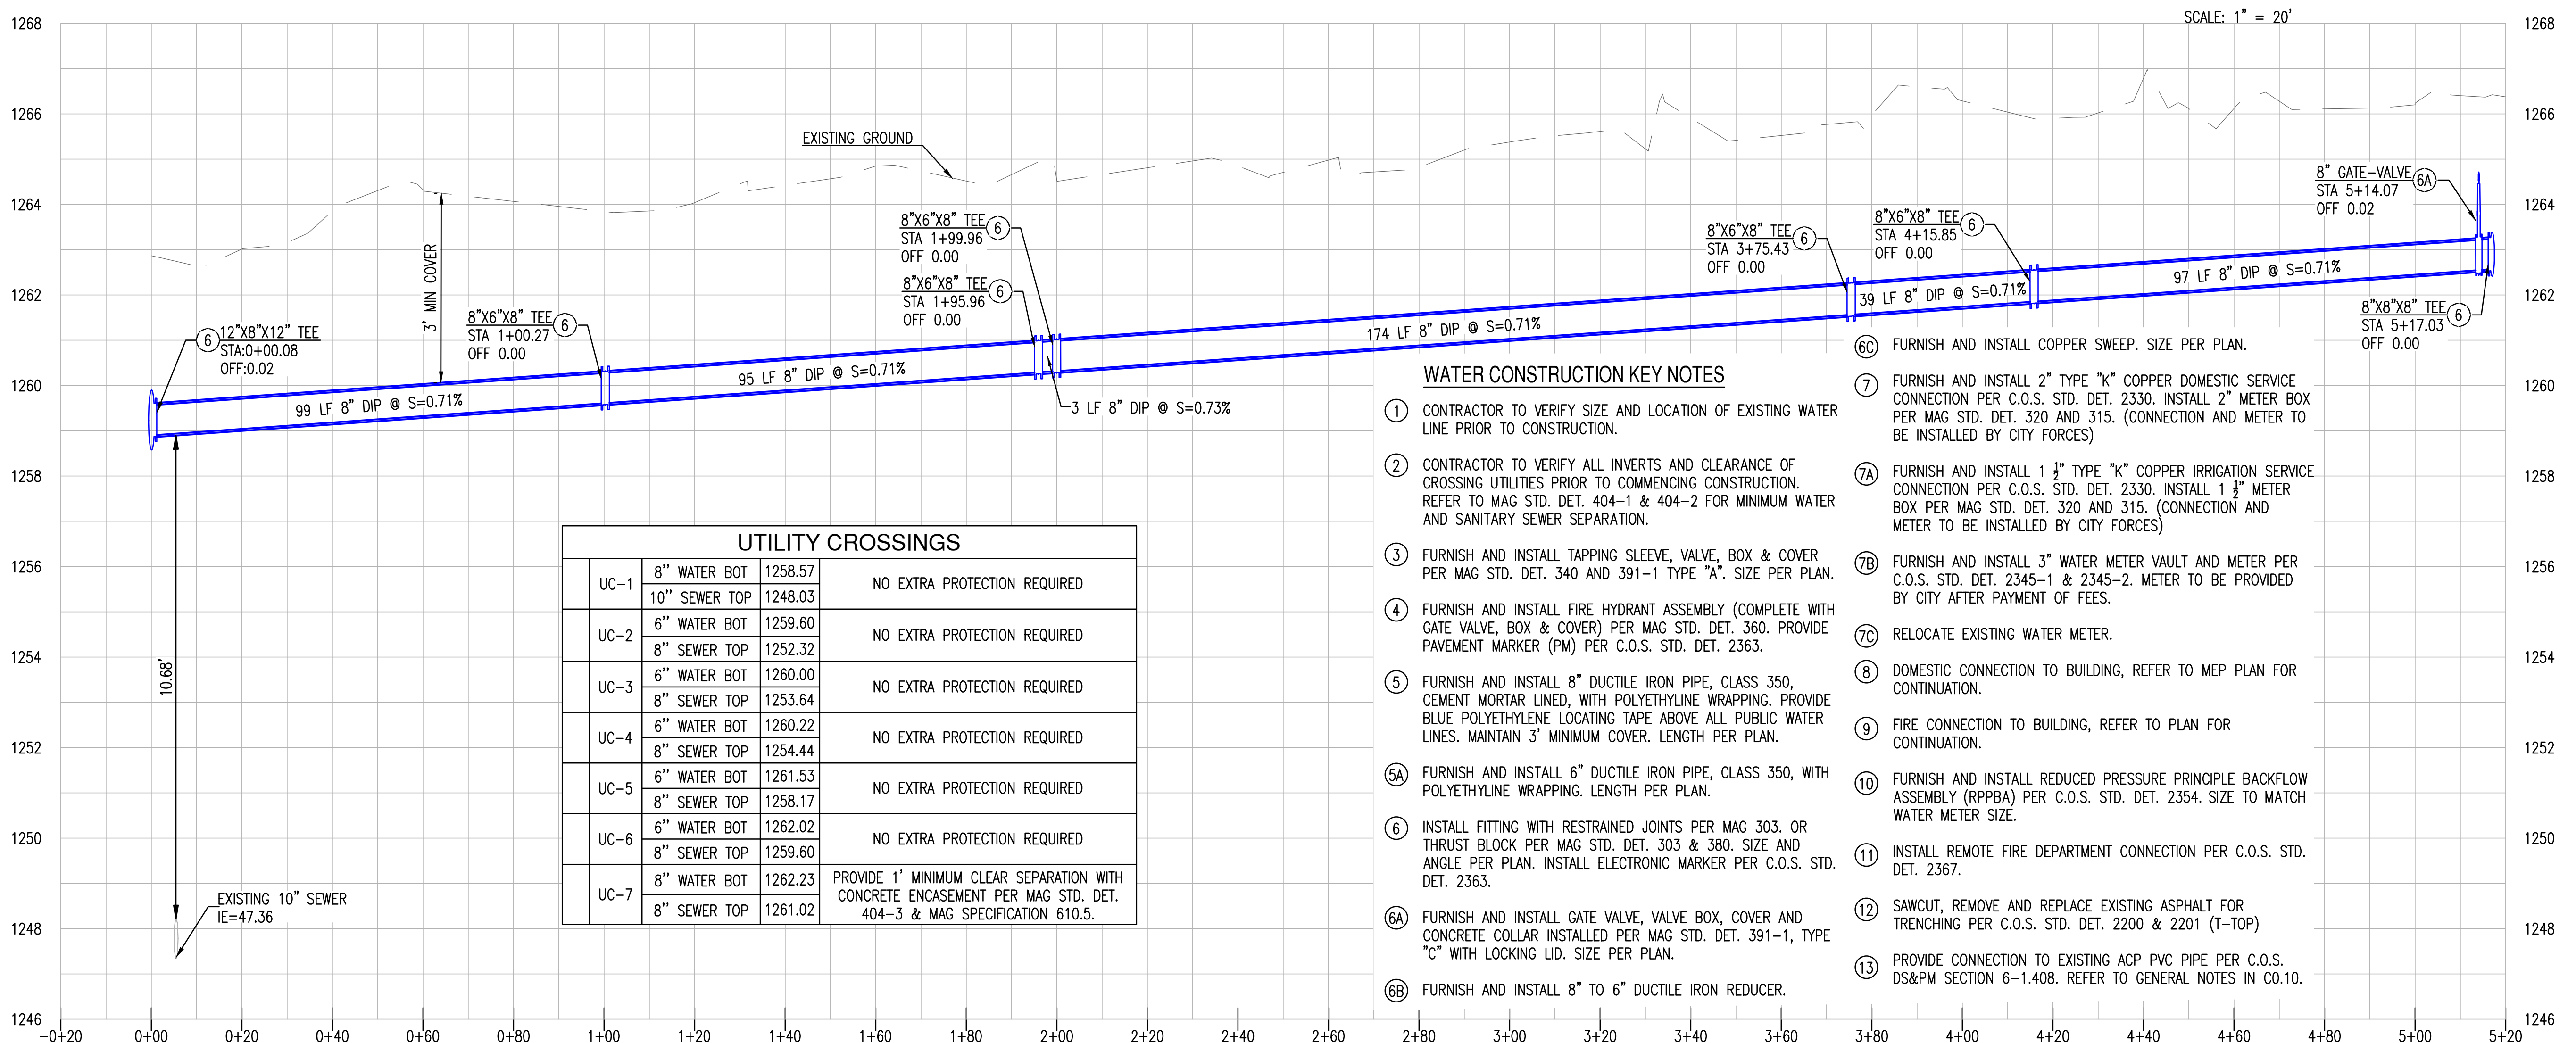 SCALE: 1" = 20'
1268
1266
1264
1262
1260
1258
1256
1254
1252
1250
1248
1246
1268
1266
1264
1262
1260
1258
1256
1254
1252
1250
1248
1246
EXISTING GROUND
3' MIN COVER
6
12"X8"X12" TEE
STA:0+00.08
OFF:0.02
8"X6"X8" TEE
6
STA 1+00.27
OFF 0.00
8"X6"X8" TEE
6
STA 1+99.96
OFF 0.00
8"X6"X8" TEE
6
STA 1+95.96
OFF 0.00
8"X6"X8" TEE
6
STA 3+75.43
OFF 0.00
8"X6"X8" TEE
6
STA 4+15.85
OFF 0.00
8" GATE-VALVE
6A
STA 5+14.07
OFF 0.02
8"X8"X8" TEE
6
STA 5+17.03
OFF 0.00
99 LF 8" DIP @ S=0.71%
95 LF 8" DIP @ S=0.71%
3 LF 8" DIP @ S=0.73%
174 LF 8" DIP @ S=0.71%
39 LF 8" DIP @ S=0.71%
97 LF 8" DIP @ S=0.71%
10.68'
EXISTING 10" SEWER
IE=47.36
UTILITY CROSSINGS
UC-1
8'' WATER BOT 1258.57
10'' SEWER TOP 1248.03
NO EXTRA PROTECTION REQUIRED
UC-2
6'' WATER BOT 1259.60
8'' SEWER TOP 1252.32
NO EXTRA PROTECTION REQUIRED
UC-3
6'' WATER BOT 1260.00
8'' SEWER TOP 1253.64
NO EXTRA PROTECTION REQUIRED
UC-4
6'' WATER BOT 1260.22
8'' SEWER TOP 1254.44
NO EXTRA PROTECTION REQUIRED
UC-5
6'' WATER BOT 1261.53
8'' SEWER TOP 1258.17
NO EXTRA PROTECTION REQUIRED
UC-6
6'' WATER BOT 1262.02
8'' SEWER TOP 1259.60
NO EXTRA PROTECTION REQUIRED
UC-7
8'' WATER BOT 1262.23
8'' SEWER TOP 1261.02
PROVIDE 1' MINIMUM CLEAR SEPARATION WITH
CONCRETE ENCASEMENT PER MAG STD. DET.
404-3 & MAG SPECIFICATION 610.5.
WATER CONSTRUCTION KEY NOTES
1 CONTRACTOR TO VERIFY SIZE AND LOCATION OF EXISTING WATER
LINE PRIOR TO CONSTRUCTION.
2 CONTRACTOR TO VERIFY ALL INVERTS AND CLEARANCE OF
CROSSING UTILITIES PRIOR TO COMMENCING CONSTRUCTION.
REFER TO MAG STD. DET. 404-1 & 404-2 FOR MINIMUM WATER
AND SANITARY SEWER SEPARATION.
3 FURNISH AND INSTALL TAPPING SLEEVE, VALVE, BOX & COVER
PER MAG STD. DET. 340 AND 391-1 TYPE "A". SIZE PER PLAN.
4 FURNISH AND INSTALL FIRE HYDRANT ASSEMBLY (COMPLETE WITH
GATE VALVE, BOX & COVER) PER MAG STD. DET. 360. PROVIDE
PAVEMENT MARKER (PM) PER C.O.S. STD. DET. 2363.
5 FURNISH AND INSTALL 8" DUCTILE IRON PIPE, CLASS 350,
CEMENT MORTAR LINED, WITH POLYETHYLINE WRAPPING. PROVIDE
BLUE POLYETHYLENE LOCATING TAPE ABOVE ALL PUBLIC WATER
LINES. MAINTAIN 3' MINIMUM COVER. LENGTH PER PLAN.
5A FURNISH AND INSTALL 6" DUCTILE IRON PIPE, CLASS 350, WITH
POLYETHYLINE WRAPPING. LENGTH PER PLAN.
6 INSTALL FITTING WITH RESTRAINED JOINTS PER MAG 303. OR
THRUST BLOCK PER MAG STD. DET. 303 & 380. SIZE AND
ANGLE PER PLAN. INSTALL ELECTRONIC MARKER PER C.O.S. STD.
DET. 2363.
6A FURNISH AND INSTALL GATE VALVE, VALVE BOX, COVER AND
CONCRETE COLLAR INSTALLED PER MAG STD. DET. 391-1, TYPE
"C" WITH LOCKING LID. SIZE PER PLAN.
6B FURNISH AND INSTALL 8" TO 6" DUCTILE IRON REDUCER.
6C FURNISH AND INSTALL COPPER SWEEP. SIZE PER PLAN.
7 FURNISH AND INSTALL 2" TYPE "K" COPPER DOMESTIC SERVICE
CONNECTION PER C.O.S. STD. DET. 2330. INSTALL 2" METER BOX
PER MAG STD. DET. 320 AND 315. (CONNECTION AND METER TO
BE INSTALLED BY CITY FORCES)
7A FURNISH AND INSTALL 1 1/2" TYPE "K" COPPER IRRIGATION SERVICE
CONNECTION PER C.O.S. STD. DET. 2330. INSTALL 1 1/2" METER
BOX PER MAG STD. DET. 320 AND 315. (CONNECTION AND
METER TO BE INSTALLED BY CITY FORCES)
7B FURNISH AND INSTALL 3" WATER METER VAULT AND METER PER
C.O.S. STD. DET. 2345-1 & 2345-2. METER TO BE PROVIDED
BY CITY AFTER PAYMENT OF FEES.
7C RELOCATE EXISTING WATER METER.
8 DOMESTIC CONNECTION TO BUILDING, REFER TO MEP PLAN FOR
CONTINUATION.
9 FIRE CONNECTION TO BUILDING, REFER TO PLAN FOR
CONTINUATION.
10 FURNISH AND INSTALL REDUCED PRESSURE PRINCIPLE BACKFLOW
ASSEMBLY (RPPBA) PER C.O.S. STD. DET. 2354. SIZE TO MATCH
WATER METER SIZE.
11 INSTALL REMOTE FIRE DEPARTMENT CONNECTION PER C.O.S. STD.
DET. 2367.
12 SAWCUT, REMOVE AND REPLACE EXISTING ASPHALT FOR
TRENCHING PER C.O.S. STD. DET. 2200 & 2201 (T-TOP)
13 PROVIDE CONNECTION TO EXISTING ACP PVC PIPE PER C.O.S.
DS&PM SECTION 6-1.408. REFER TO GENERAL NOTES IN C0.10.
-0+20 0+00 0+20 0+40 0+60 0+80 1+00 1+20 1+40 1+60 1+80 2+00 2+20 2+40 2+60 2+80 3+00 3+20 3+40 3+60 3+80 4+00 4+20 4+40 4+60 4+80 5+00 5+20